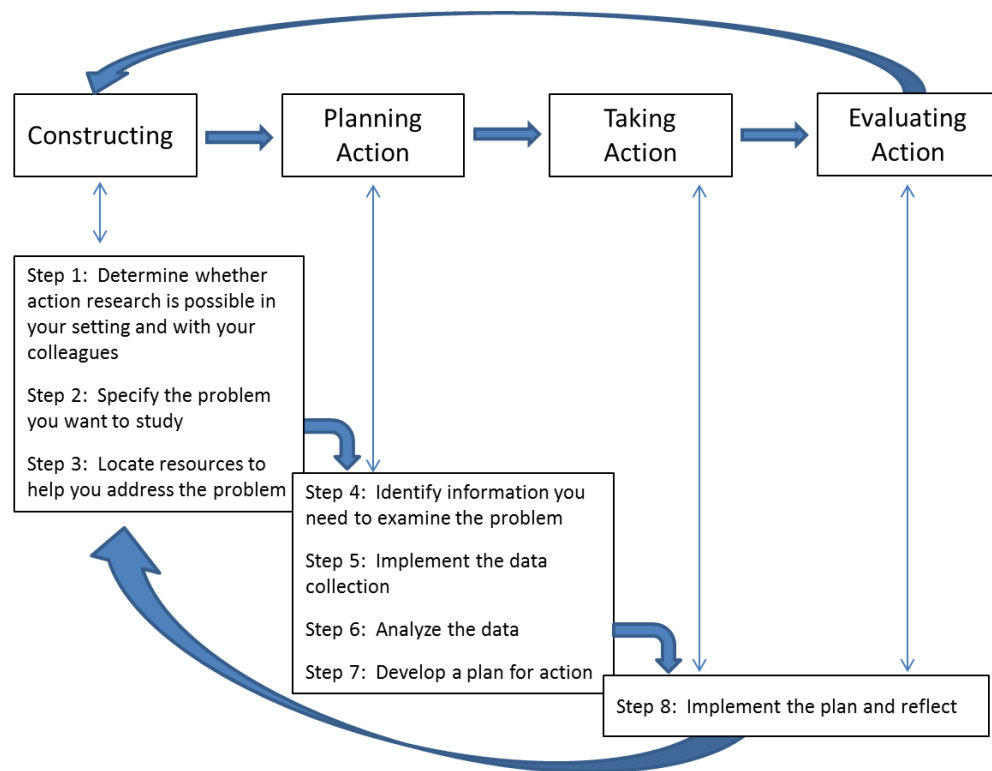 Constructing
Planning
Action
Taking
Action
Evaluating
Action
Step 1:  Determine whether
action research is possible in
your setting and with your
colleagues
Step 2:  Specify the problem
you want to study
Step 3:  Locate resources to
help you address the problem
Step 4:  Identify information you
need to examine the problem
Step 5:  Implement the data
collection
Step 6:  Analyze the data
Step 7:  Develop a plan for action
Step 8:  Implement the plan and reflect